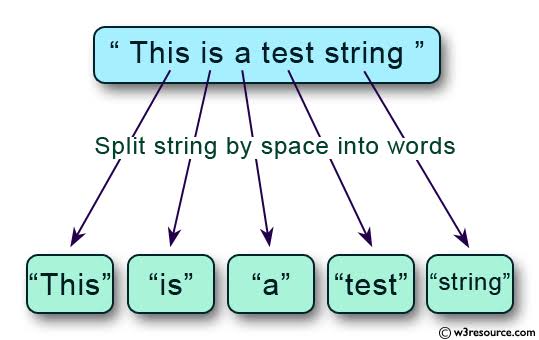 “ This is a test string ”
Split string by space into words
“This” “is” “a” “test” “string”
© w3resource.com